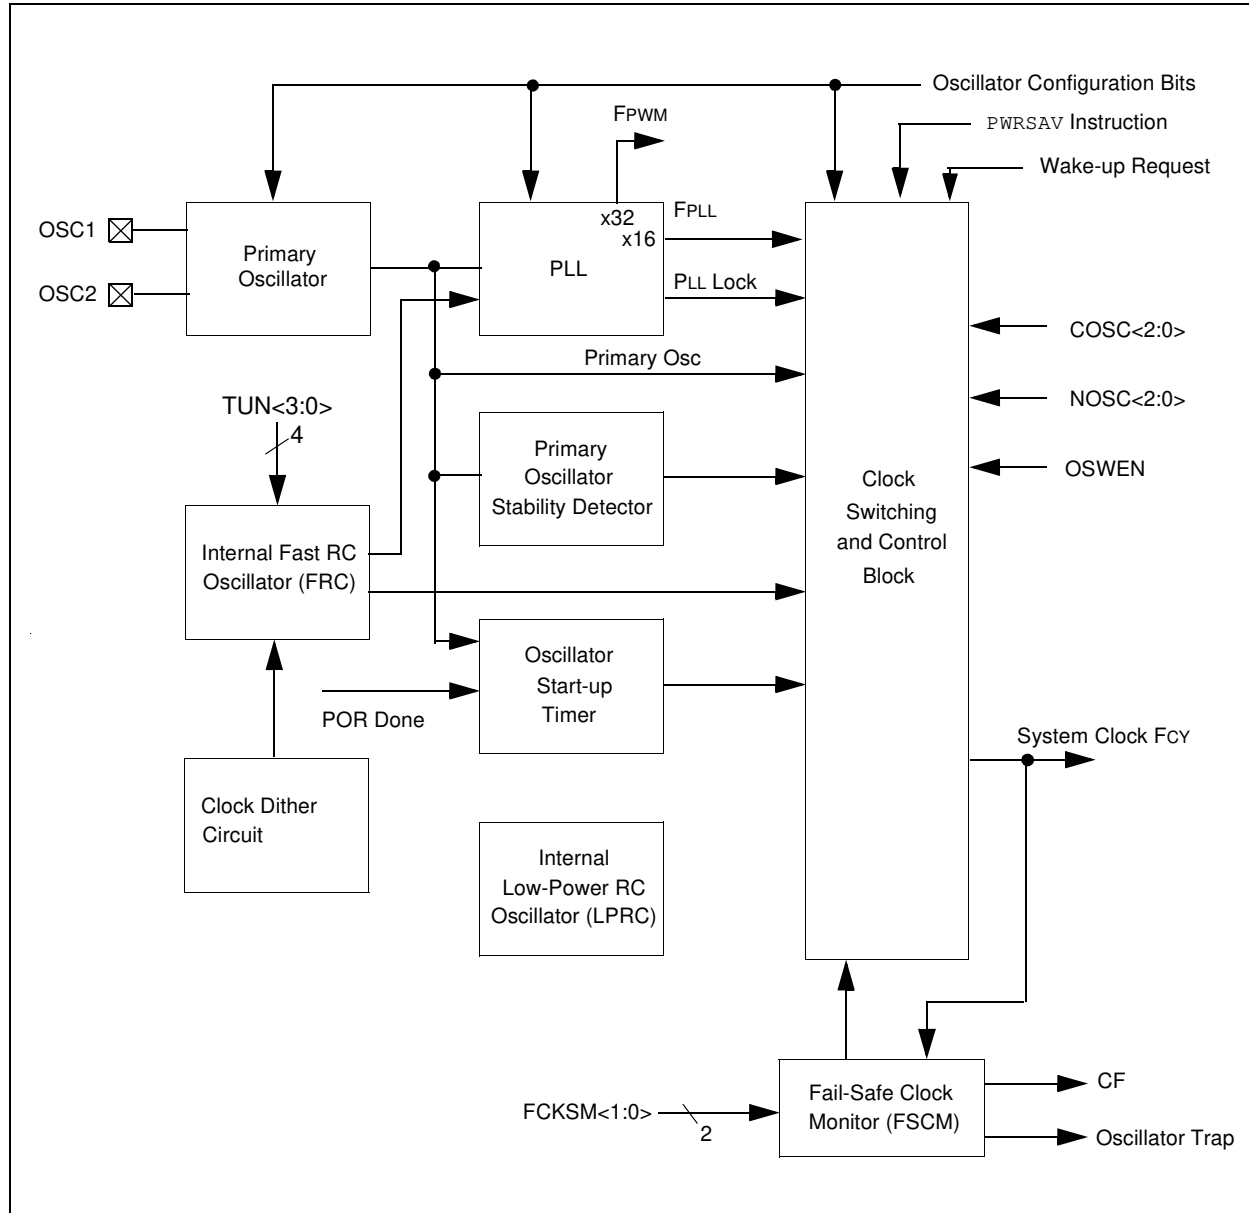 Oscillator Configuration Bits
FPWM
PWRSAV Instruction
Wake-up Request
x32
x16
FPLL
OSC1
Primary
Oscillator
PLL
OSC2
PLL Lock
COSC<2:0>
Primary Osc
NOSC<2:0>
TUN<3:0>
4
Primary
Oscillator
Stability Detector
OSWEN
Clock
Switching
and Control
Block
Internal Fast RC
Oscillator (FRC)
Oscillator
Start-up
Timer
POR Done
System Clock FCY
Clock Dither
Circuit
Internal
Low-Power RC
Oscillator (LPRC)
Fail-Safe Clock
Monitor (FSCM)
CF
FCKSM<1:0>
2
Oscillator Trap